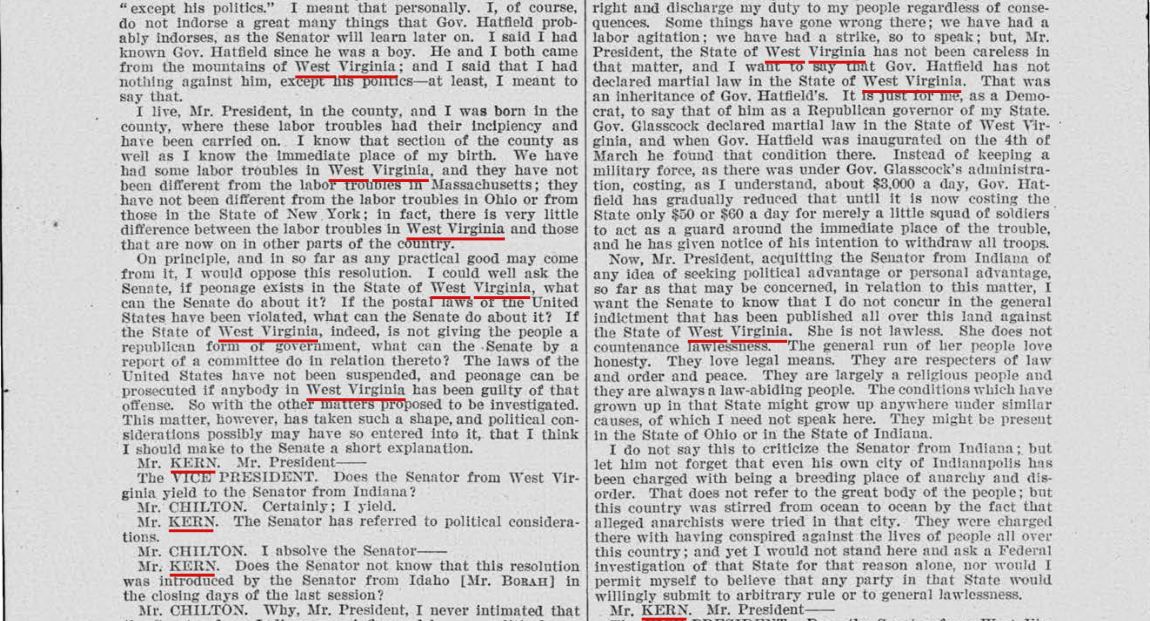 "except his politics." I meant that personally. I, of course,
do not indorse a great many things that Gov. Hatfield prob-
ably indorses, as the Senator will learn later on. I said I had
known Gov. Hatfield since he was a boy. He and I both came
from the mountains of West Virginia; and I said that I had
nothing against him, except his politics—at least, I meant to
say that.
I live, Mr. President, in the county, and I was born in the
county, where these labor troubles had their incipiency and
have been carried on. I know that section of the county as
well as I know the immediate place of my birth. We have
had some labor troubles in West Virginia, and they have not
been different from the labor troubles in Massachusetts; they
have not been different from the labor troubles in Ohio or from
those in the State of New York; in fact, there is very little
difference between the labor troubles in West Virginia and those
that are now on in other parts of the country.
On principle, and in so far as any practical good may come
from it, I would oppose this resolution. I could well ask the
Senate, if peonage exists in the State of West Virginia, what
can the Senate do about it? If the postal laws of the United
States have been violated, what can the Senate do about it? If
the State of West Virginia, indeed, is not giving the people a
republican form of government, what can the Senate by a
report of a committee do in relation thereto? The laws of the
United States have not been suspended, and peonage can be
prosecuted if anybody in West Virginia has been guilty of that
offense. So with the other matters proposed to be investigated.
This matter, however, has taken such a shape, and political con-
siderations possibly may have so entered into it, that I think
I should make to the Senate a short explanation.
Mr. KERN. Mr. President——
The VICE PRESIDENT. Does the Senator from West Vir-
ginia yield to the Senator from Indiana?
Mr. CHILTON. Certainly; I yield.
Mr. KERN. The Senator has referred to political considera-
tions.
Mr. CHILTON. I absolve the Senator——
Mr. KERN. Does the Senator not know that this resolution
was introduced by the Senator from Idaho [Mr. BORAH] in
the closing days of the last session?
Mr. CHILTON. Why, Mr. President, I never intimated that
right and discharge my duty to my people regardless of conse-
quences. Some things have gone wrong there; we have had a
labor agitation; we have had a strike, so to speak; but, Mr.
President, the State of West Virginia has not been careless in
that matter, and I want to say that Gov. Hatfield has not
declared martial law in the State of West Virginia. That was
an inheritance of Gov. Hatfield's. It is just for me, as a Demo-
crat, to say that of him as a Republican governor of my State.
Gov. Glasscock declared martial law in the State of West Vir-
ginia, and when Gov. Hatfield was inaugurated on the 4th of
March he found that condition there. Instead of keeping a
military force, as there was under Gov. Glasscock's administra-
tion, costing, as I understand, about $3,000 a day, Gov. Hat-
field has gradually reduced that until it is now costing the
State only $50 or $60 a day for merely a little squad of soldiers
to act as a guard around the immediate place of the trouble,
and he has given notice of his intention to withdraw all troops.
Now, Mr. President, acquitting the Senator from Indiana of
any idea of seeking political advantage or personal advantage,
so far as that may be concerned, in relation to this matter, I
want the Senate to know that I do not concur in the general
indictment that has been published all over this land against
the State of West Virginia. She is not lawless. She does not
countenance lawlessness. The general run of her people love
honesty. They love legal means. They are respecters of law
and order and peace. They are largely a religious people and
they are always a law-abiding people. The conditions which have
grown up in that State might grow up anywhere under similar
causes, of which I need not speak here. They might be present
in the State of Ohio or in the State of Indiana.
I do not say this to criticize the Senator from Indiana; but
let him not forget that even his own city of Indianapolis has
been charged with being a breeding place of anarchy and dis-
order. That does not refer to the great body of the people; but
this country was stirred from ocean to ocean by the fact that
alleged anarchists were tried in that city. They were charged
there with having conspired against the lives of people all over
this country; and yet I would not stand here and ask a Federal
investigation of that State for that reason alone, nor would I
permit myself to believe that any party in that State would
willingly submit to arbitrary rule or to general lawlessness.
Mr. KERN. Mr. President——